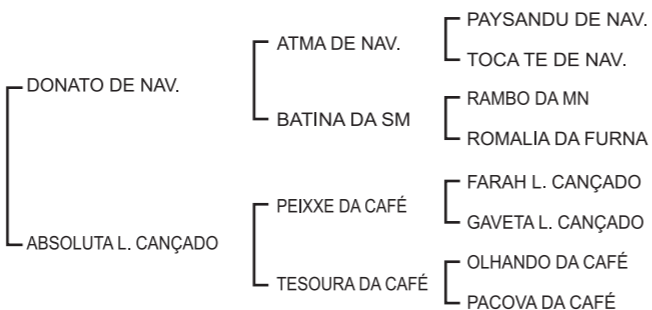 PAYSANDU DE NAV.
ATMA DE NAV.
TOCA TE DE NAV.
DONATO DE NAV.
RAMBO DA MN
BATINA DA SM
ROMALIA DA FURNA
FARAH L. CANÇADO
PEIXXE DA CAFÉ
GAVETA L. CANÇADO
ABSOLUTA L. CANÇADO
OLHANDO DA CAFÉ
TESOURA DA CAFÉ
PACOVA DA CAFÉ